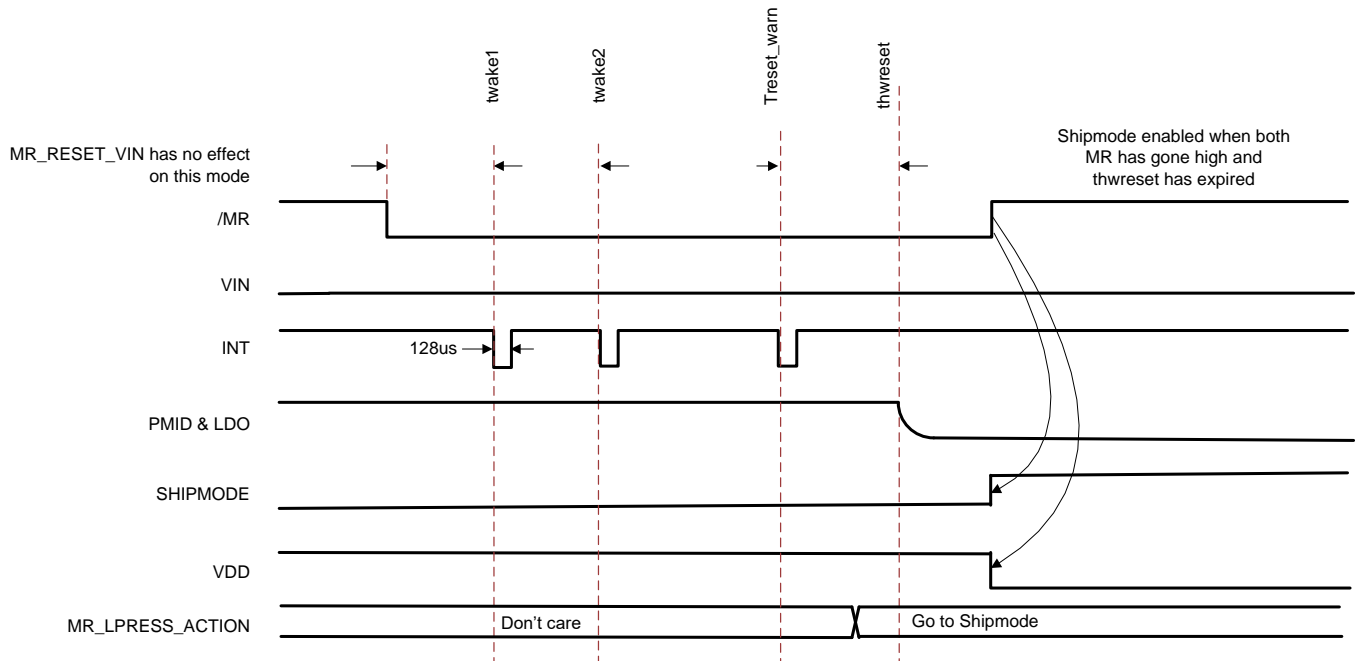 twake1
twake2
Treset_warn
thwreset
MR_RESET_VIN has no effect
on this mode
Shipmode enabled when both
MR has gone high and
thwreset has expired
/MR
VIN
INT
128us
PMID & LDO
SHIPMODE
VDD
MR_LPRESS_ACTION
Don't care
Go to Shipmode